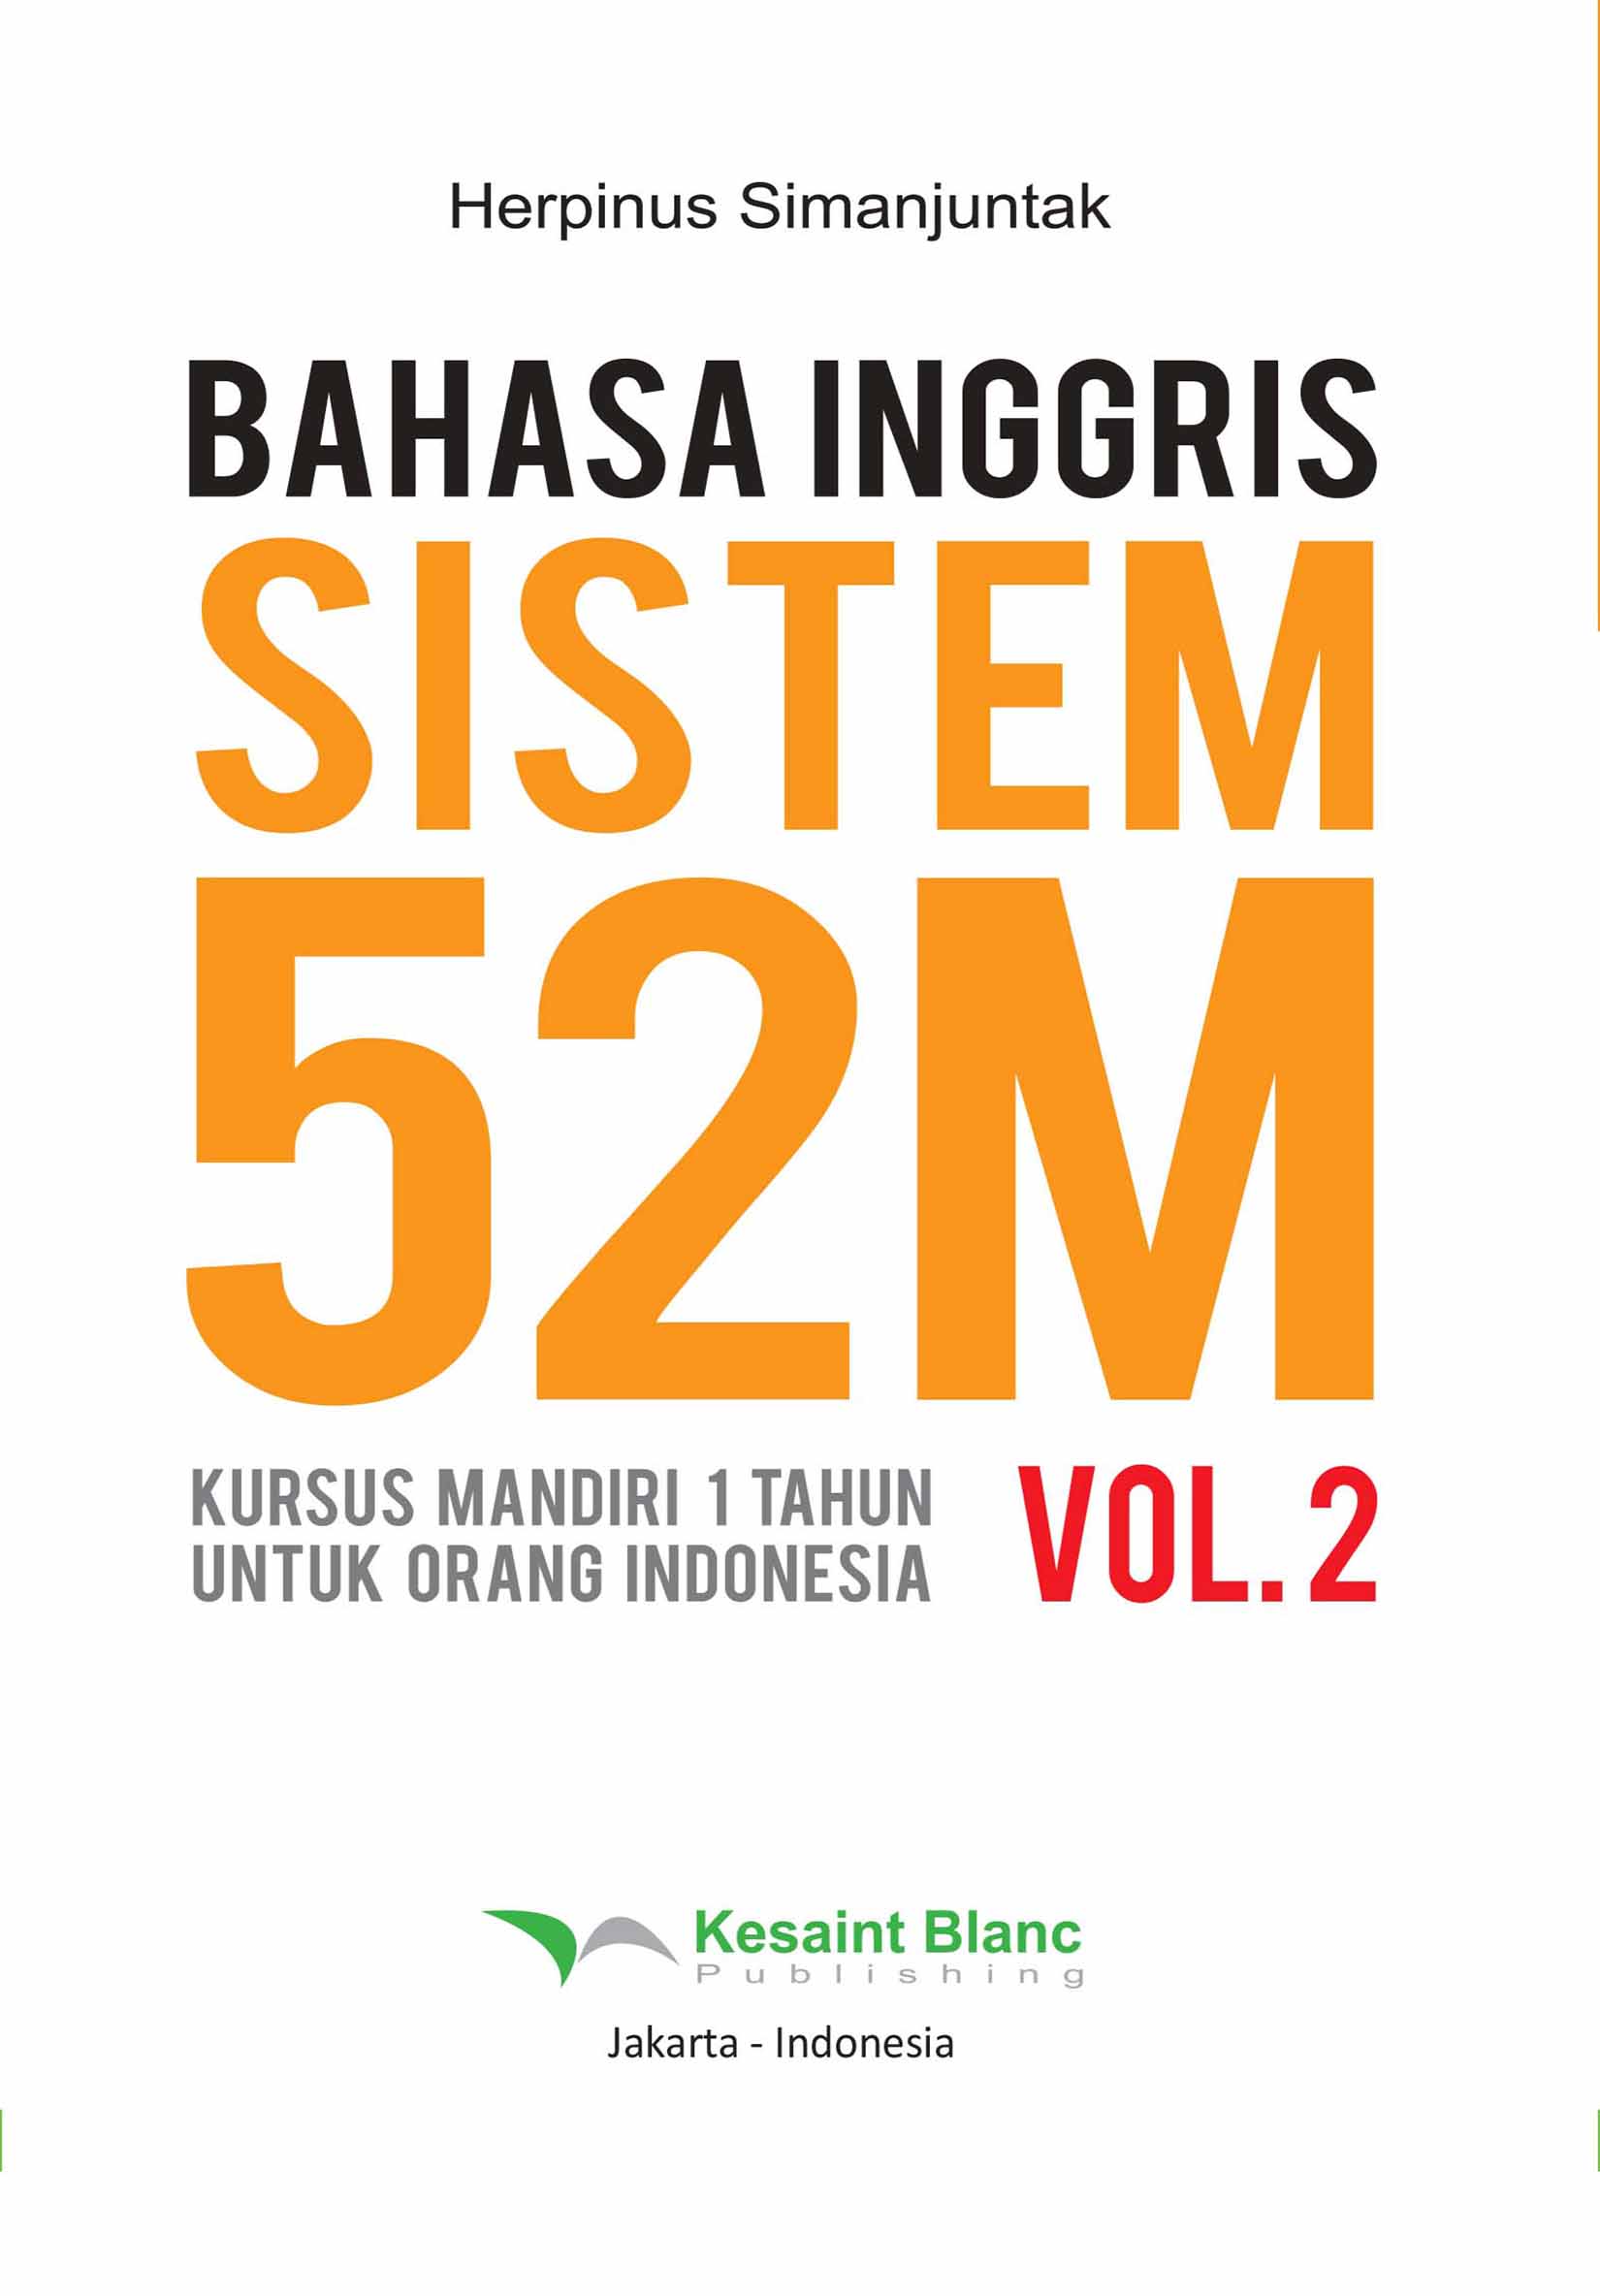 Herpinus Simanjuntak
BAHASA INGGRIS
SISTEM
52M
KURSUS MANDIRI 1 TAHUN
UNTUK ORANG INDONESIA
VOL. 2
Kesaint Blanc
Publishing
Jakarta - Indonesia